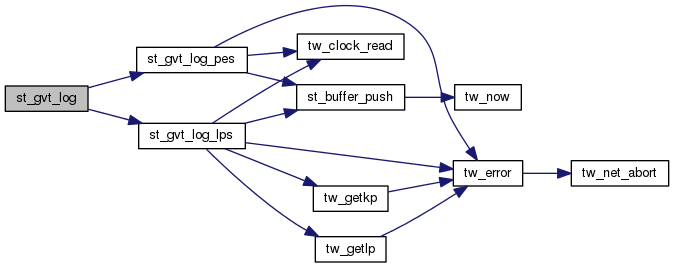 st_gvt_log
st_gvt_log_pes
st_gvt_log_lps
tw_clock_read
st_buffer_push
tw_now
tw_error
tw_net_abort
tw_getkp
tw_getlp